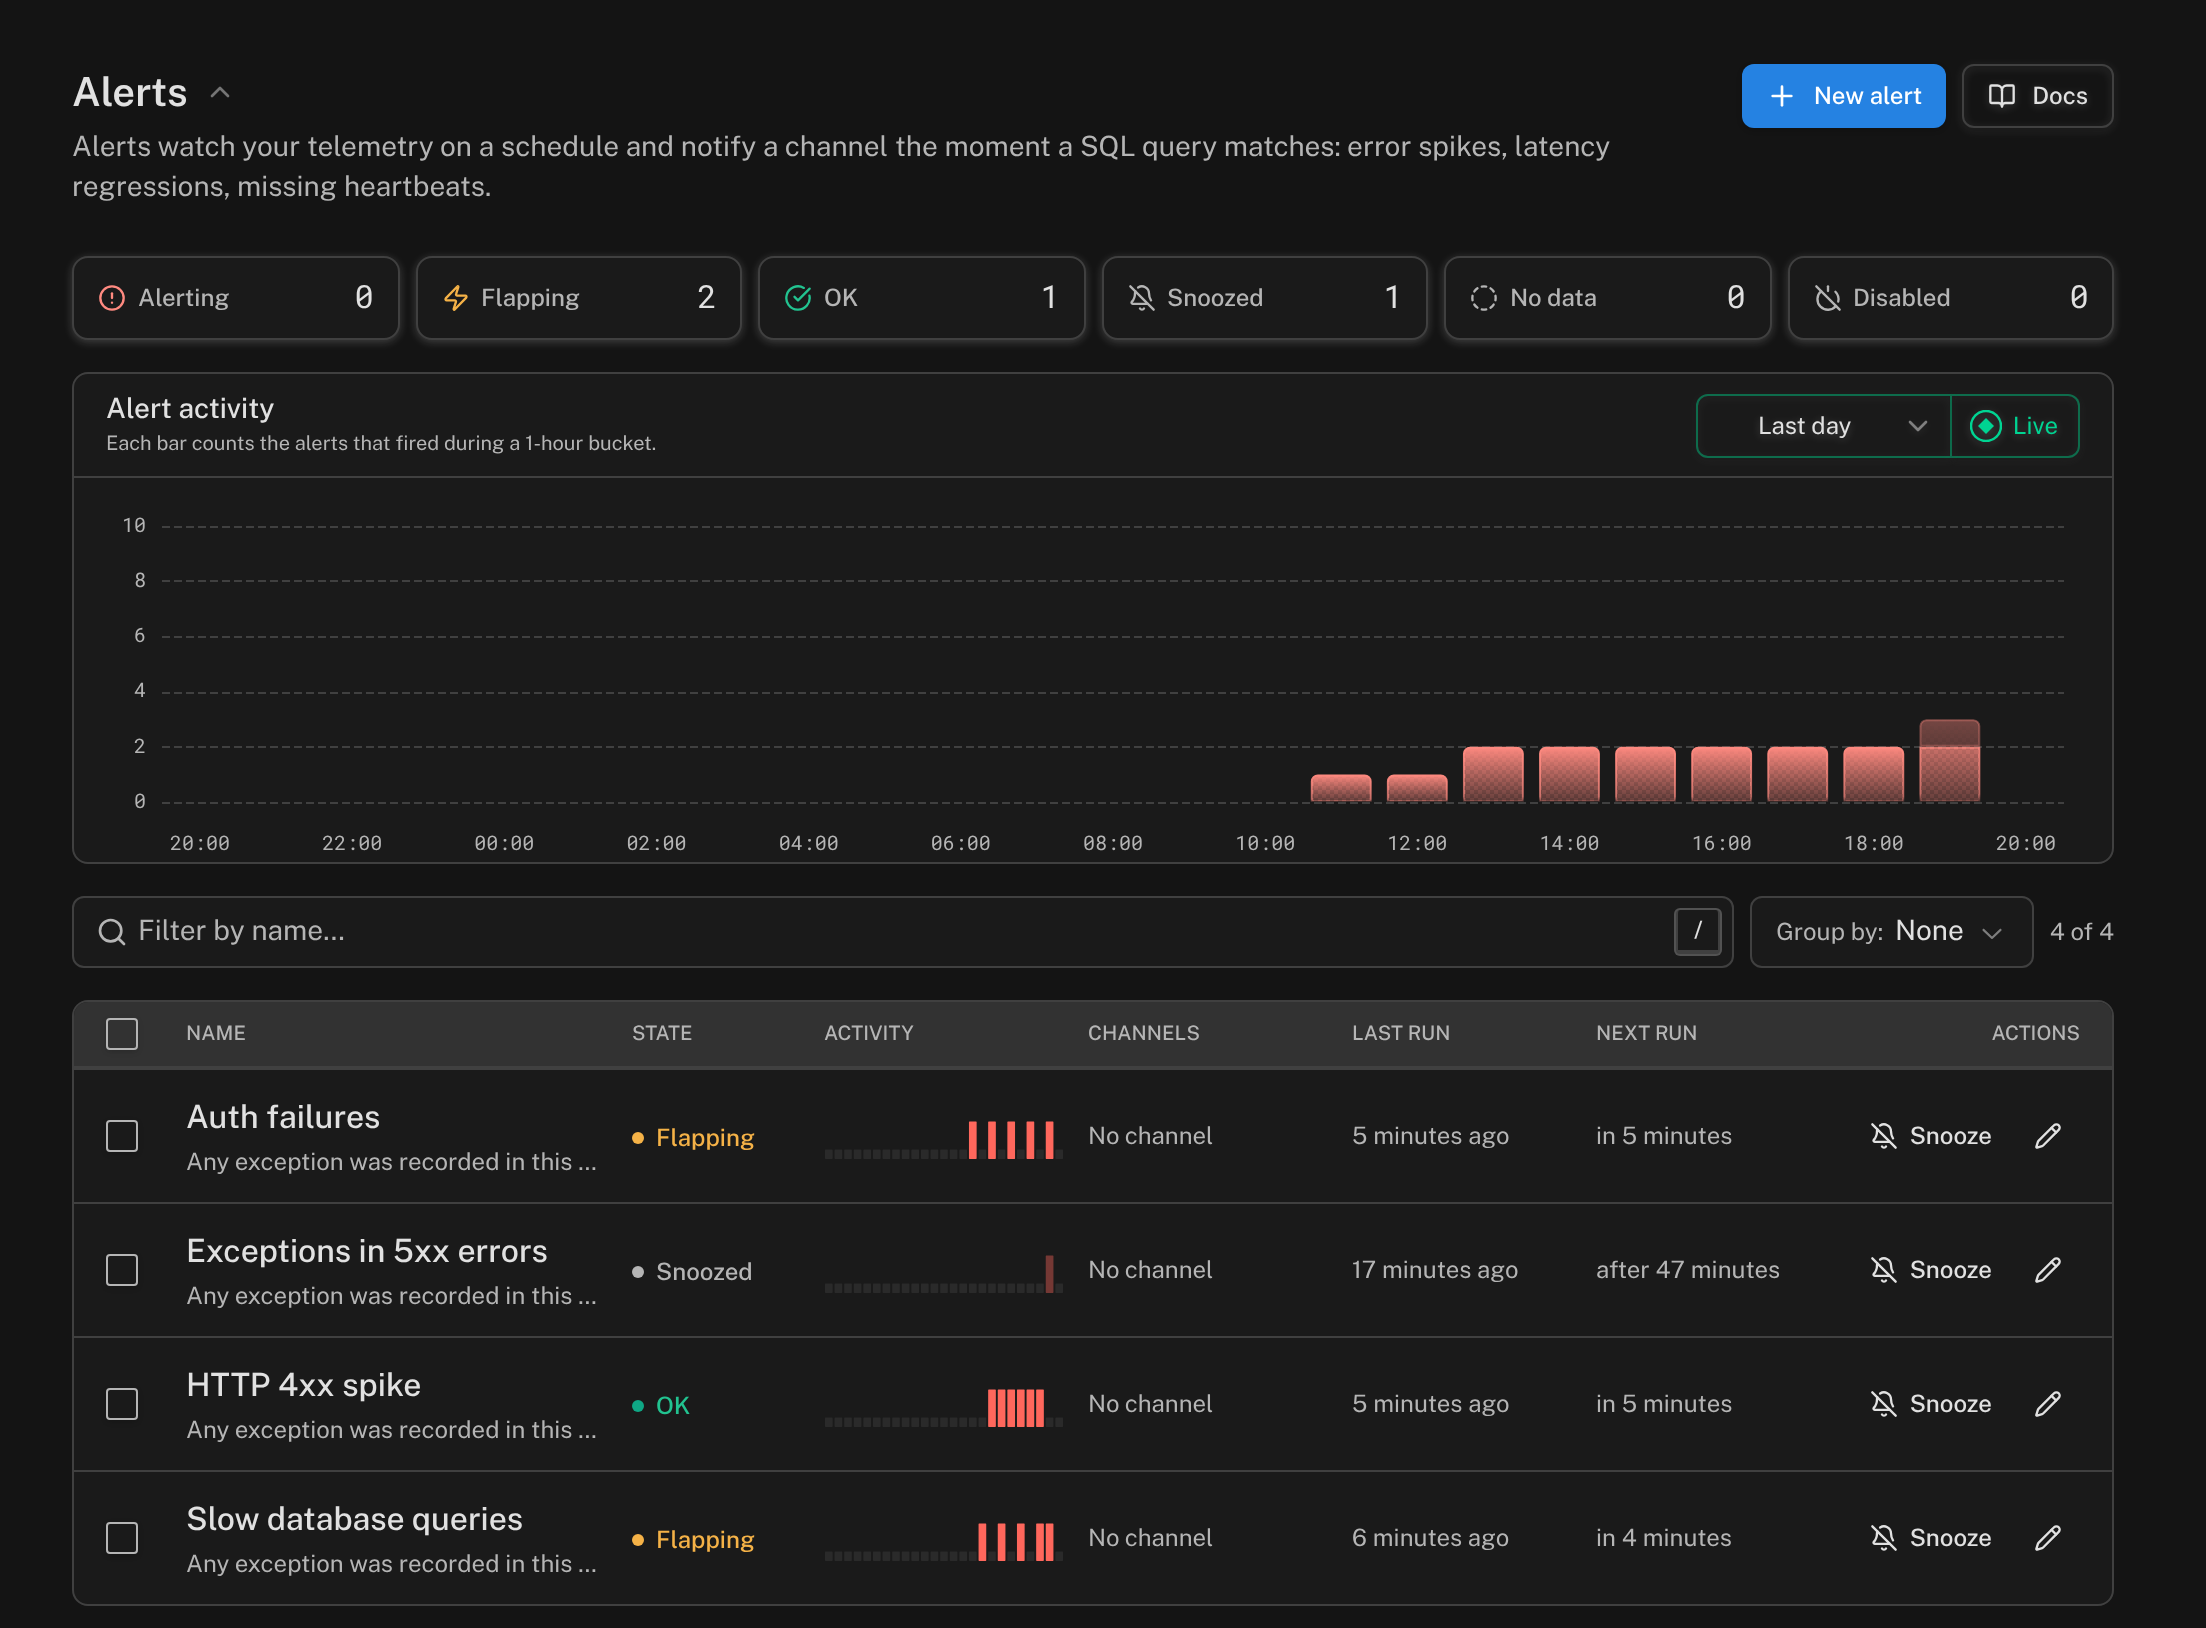 Alerts
New alert
Docs
Alerts watch your telemetry on a schedule and notify a channel the moment a SQL query matches: error spikes, latency
regressions, missing heartbeats.
Alerting 0
Flapping 2
OK 1
Snoozed 1
No data 0
Disabled 0
Alert activity
Each bar counts the alerts that fired during a 1-hour bucket.
Last day
Live
10
8
6
4
2
0
20:00 22:00 00:00 02:00 04:00 06:00 08:00 10:00 12:00 14:00 16:00 18:00 20:00
Filter by name...
/
Group by: None
4 of 4
NAME STATE ACTIVITY CHANNELS LAST RUN NEXT RUN ACTIONS
Auth failures
Any exception was recorded in this ...
Flapping
No channel
5 minutes ago
in 5 minutes
Snooze
Exceptions in 5xx errors
Any exception was recorded in this ...
Snoozed
No channel
17 minutes ago
after 47 minutes
Snooze
HTTP 4xx spike
Any exception was recorded in this ...
OK
No channel
5 minutes ago
in 5 minutes
Snooze
Slow database queries
Any exception was recorded in this ...
Flapping
No channel
6 minutes ago
in 4 minutes
Snooze